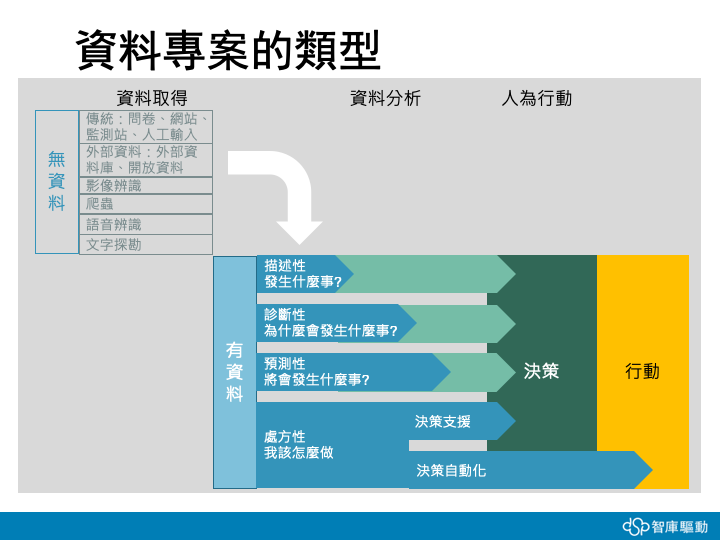 資料專案的類型
資料取得
資料分析
人為行動
無
資
料
傳統：問卷、網站、
監測站、人工輸入
外部資料：外部資
料庫、開放資料
影像辨識
爬蟲
語音辨識
文字探勘
有
資
料
描述性
發生什麼事?
診斷性
為什麼會發生什麼事?
預測性
將會發生什麼事?
處方性
我該怎麼做
決策支援
決策自動化
決策
行動
dsp智庫驅動